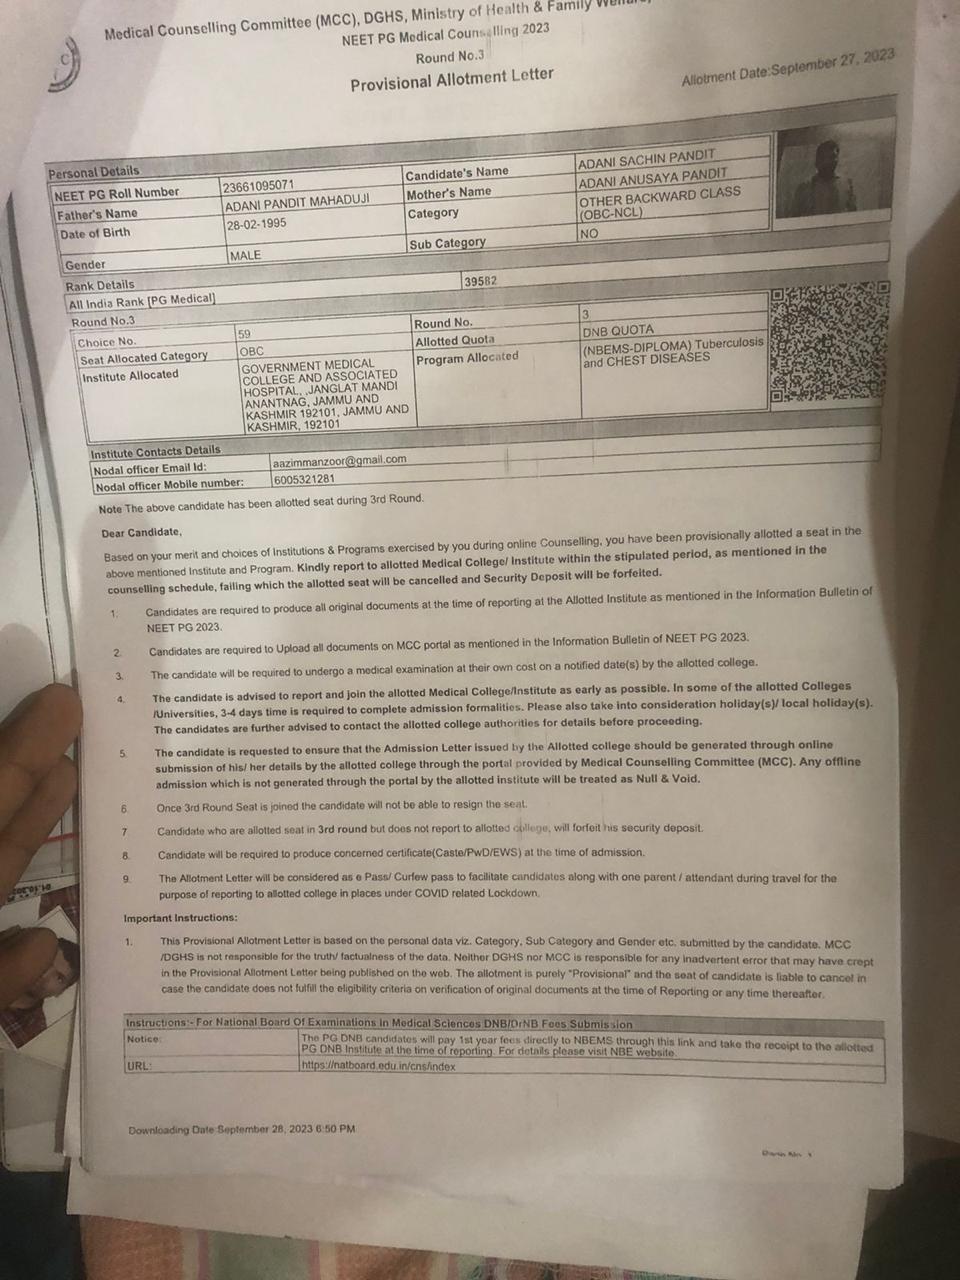 Medical Counselling Committee (MCC), DGHS, Ministry of Health & Family Welfare,
NEET PG Medical Counselling 2023
Round No.3
Provisional Allotment Letter
Allotment Date:September 27, 2023
Personal Details
NEET PG Roll Number 23661095071 Candidate's Name ADANI SACHIN PANDIT
Father's Name ADANI PANDIT MAHADUJI Mother's Name ADANI ANUSAYA PANDIT
Date of Birth 28-02-1995 Category OTHER BACKWARD CLASS
(OBC-NCL)
Gender MALE Sub Category NO
Rank Details
All India Rank [PG Medical] 39582
Round No.3
Choice No. 59 Round No. 3
Seat Allocated Category OBC Allotted Quota DNB QUOTA
Institute Allocated GOVERNMENT MEDICAL Program Allocated (NBEMS-DIPLOMA) Tuberculosis
COLLEGE AND ASSOCIATED and CHEST DISEASES
HOSPITAL, ,JANGLAT MANDI
ANANTNAG, JAMMU AND
KASHMIR 192101, JAMMU AND
KASHMIR, 192101
Institute Contacts Details
Nodal officer Email Id: aazimmanzoor@gmail.com
Nodal officer Mobile number: 6005321281
Note The above candidate has been allotted seat during 3rd Round.
Dear Candidate,
Based on your merit and choices of Institutions & Programs exercised by you during online Counselling, you have been provisionally allotted a seat in the
above mentioned Institute and Program. Kindly report to allotted Medical College/ Institute within the stipulated period, as mentioned in the
counselling schedule, failing which the allotted seat will be cancelled and Security Deposit will be forfeited.
1. Candidates are required to produce all original documents at the time of reporting at the Allotted Institute as mentioned in the Information Bulletin of
NEET PG 2023.
2. Candidates are required to Upload all documents on MCC portal as mentioned in the Information Bulletin of NEET PG 2023.
3. The candidate will be required to undergo a medical examination at their own cost on a notified date(s) by the allotted college.
4. The candidate is advised to report and join the allotted Medical College/Institute as early as possible. In some of the allotted Colleges
/Universities, 3-4 days time is required to complete admission formalities. Please also take into consideration holiday(s)/ local holiday(s).
The candidates are further advised to contact the allotted college authorities for details before proceeding.
5. The candidate is requested to ensure that the Admission Letter issued by the Allotted college should be generated through online
submission of his/ her details by the allotted college through the portal provided by Medical Counselling Committee (MCC). Any offline
admission which is not generated through the portal by the allotted institute will be treated as Null & Void.
6. Once 3rd Round Seat is joined the candidate will not be able to resign the seat.
7 Candidate who are allotted seat in 3rd round but does not report to allotted college, will forfeit his security deposit.
8. Candidate will be required to produce concerned certificate(Caste/PwD/EWS) at the time of admission.
9. The Allotment Letter will be considered as e Pass/ Curfew pass to facilitate candidates along with one parent / attendant during travel for the
purpose of reporting to allotted college in places under COVID related Lockdown.
Important Instructions:
1. This Provisional Allotment Letter is based on the personal data viz. Category, Sub Category and Gender etc. submitted by the candidate. MCC
/DGHS is not responsible for the truth/ factualness of the data. Neither DGHS nor MCC is responsible for any inadvertent error that may have crept
in the Provisional Allotment Letter being published on the web. The allotment is purely "Provisional" and the seat of candidate is liable to cancel in
case the candidate does not fulfill the eligibility criteria on verification of original documents at the time of Reporting or any time thereafter.
Instructions:- For National Board Of Examinations In Medical Sciences DNB/DrNB Fees Submission
Notice: The PG DNB candidates will pay 1st year fees directly to NBEMS through this link and take the receipt to the allotted
PG DNB Institute at the time of reporting. For details please visit NBE website.
URL: https://natboard.edu.in/cns/index
Downloading Date:September 28, 2023 6:50 PM